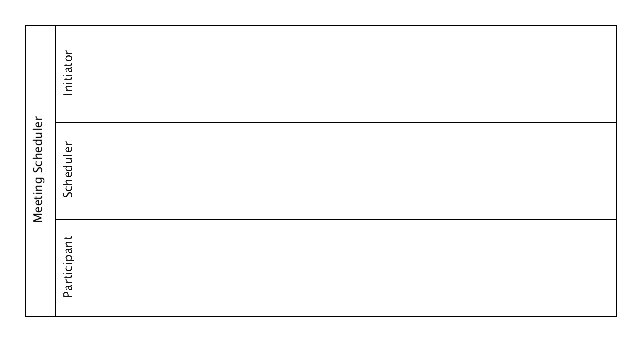 Meeting Scheduler
Initiator
Scheduler
Participant